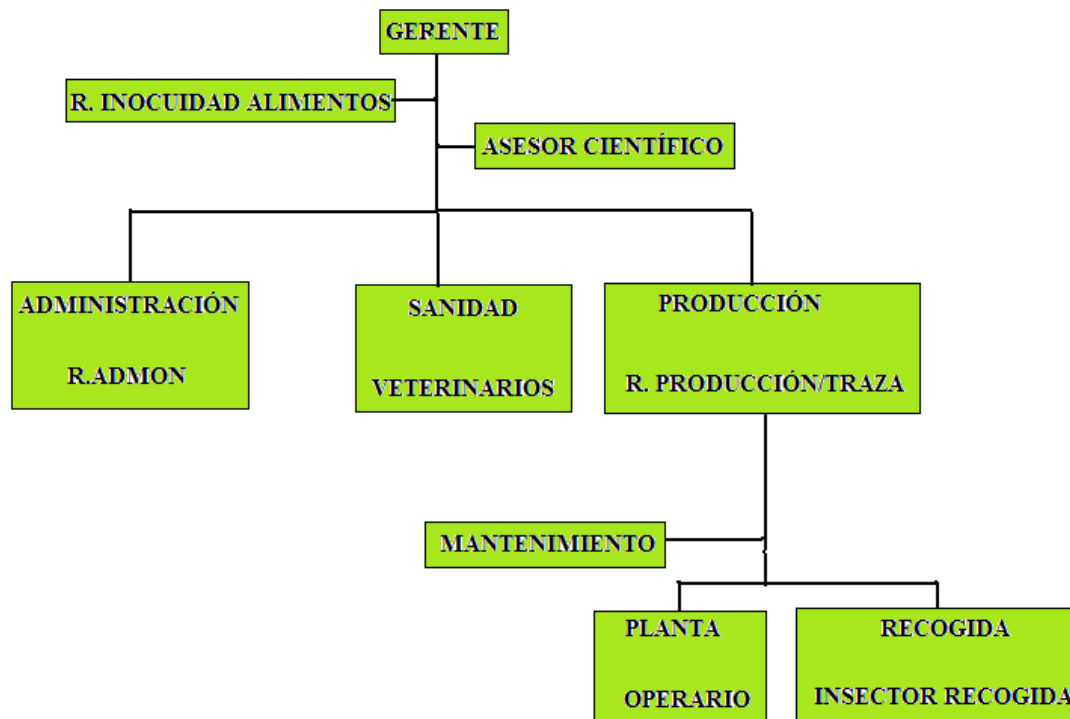 GERENTE
R. INOCUIDAD ALIMENTOS
ASESOR CIENTÍFICO
ADMINISTRACIÓN
R.ADMON
SANIDAD
VETERINARIOS
PRODUCCIÓN
R. PRODUCCIÓN/TRAZA
MANTENIMIENTO
PLANTA
OPERARIO
RECOGIDA
INSECTOR RECOGIDA